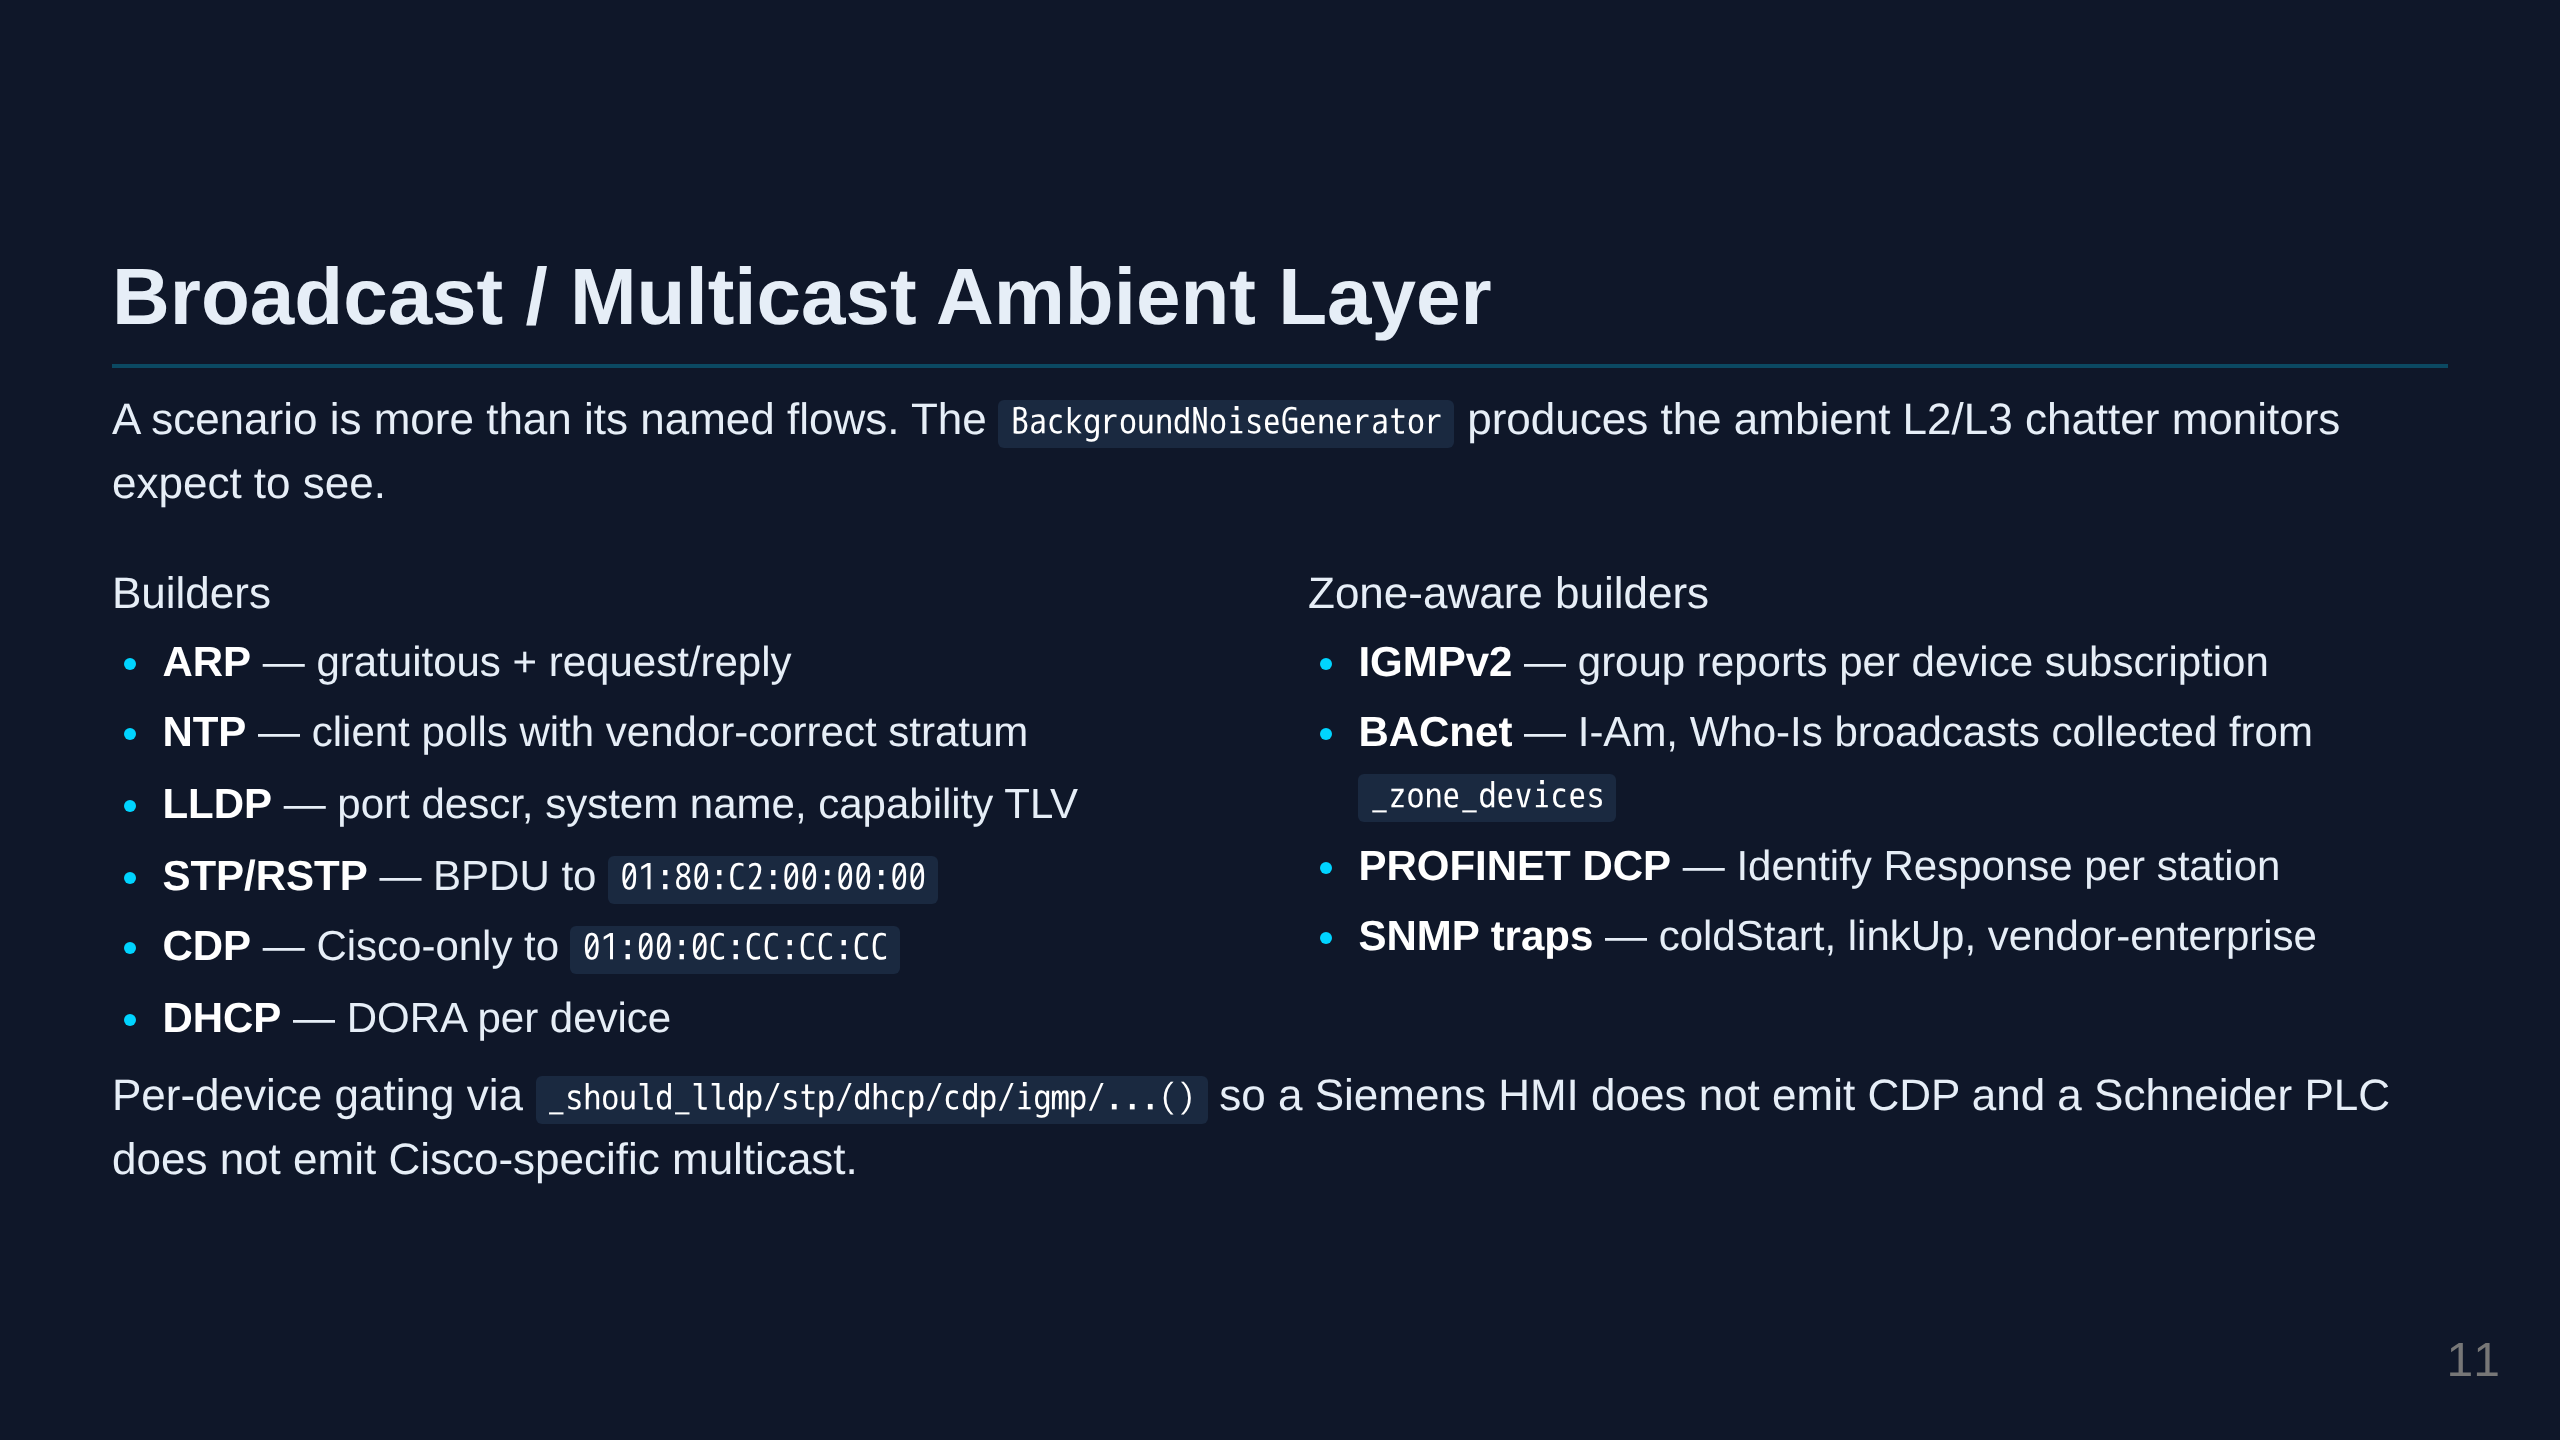 Broadcast / Multicast Ambient Layer
A scenario is more than its named flows. The BackgroundNoiseGenerator produces the ambient L2/L3 chatter monitors
expect to see.
Builders
• ARP — gratuitous + request/reply
• NTP — client polls with vendor-correct stratum
• LLDP — port descr, system name, capability TLV
• STP/RSTP — BPDU to 01:80:C2:00:00:00
• CDP — Cisco-only to 01:00:0C:CC:CC:CC
• DHCP — DORA per device
Zone-aware builders
• IGMPv2 — group reports per device subscription
• BACnet — I-Am, Who-Is broadcasts collected from
_zone_devices
• PROFINET DCP — Identify Response per station
• SNMP traps — coldStart, linkUp, vendor-enterprise
Per-device gating via _should_lldp/stp/dhcp/cdp/igmp/...() so a Siemens HMI does not emit CDP and a Schneider PLC
does not emit Cisco-specific multicast.
11